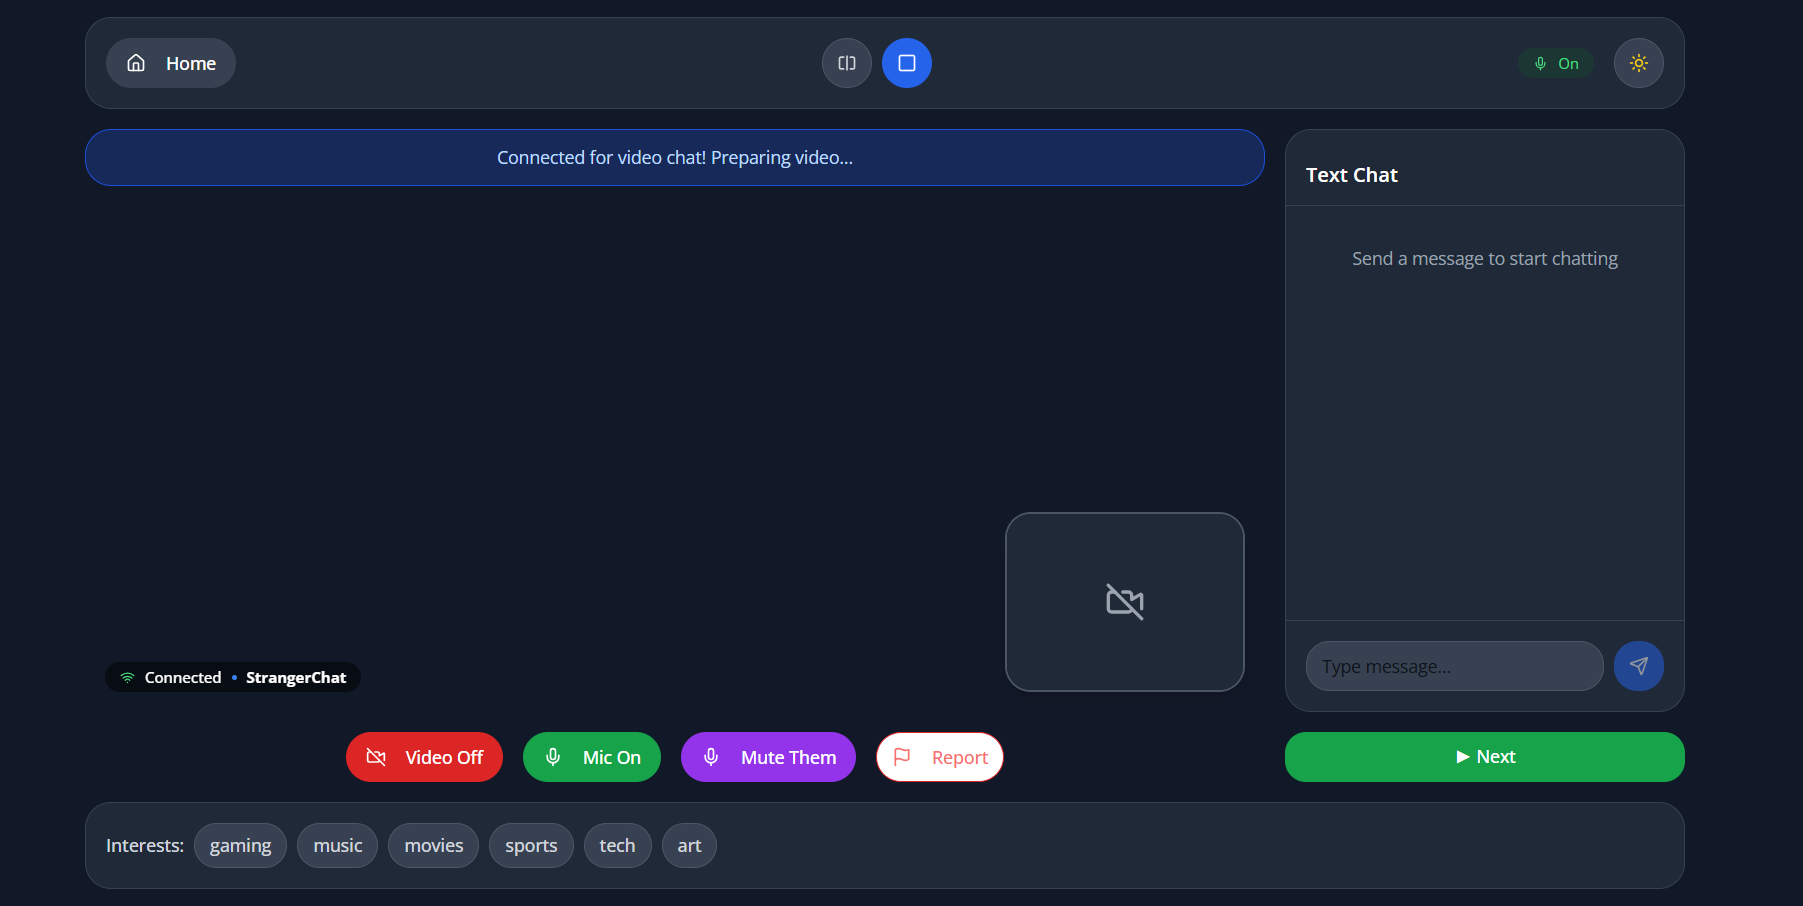 Home
On
Connected for video chat! Preparing video...
Text Chat
Send a message to start chatting
Connected • StrangerChat
Type message...
Video Off
Mic On
Mute Them
Report
▶ Next
Interests: gaming music movies sports tech art